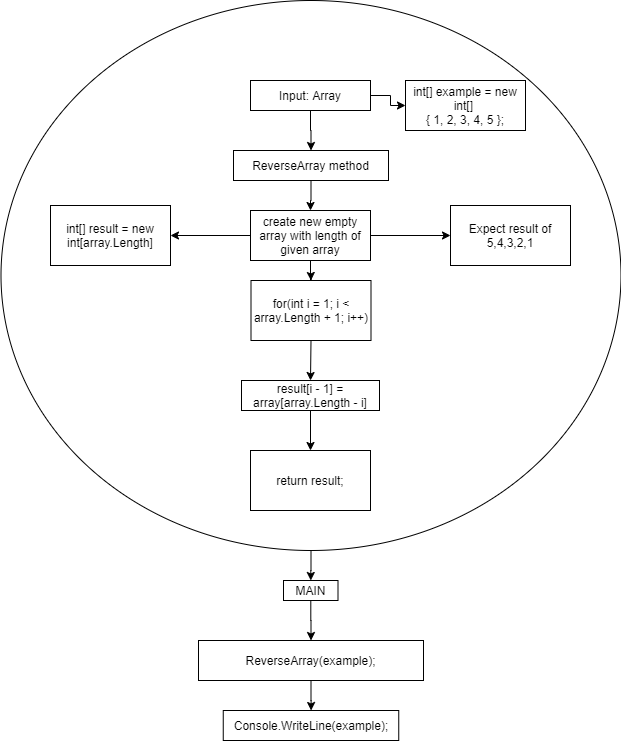 Input: Array
int[] example = new
int[]
{ 1, 2, 3, 4, 5 };
ReverseArray method
int[] result = new
int[array.Length]
create new empty
array with length of
given array
Expect result of
5,4,3,2,1
for(int i = 1; i <
array.Length + 1; i++)
result[i - 1] =
array[array.Length - i]
return result;
MAIN
ReverseArray(example);
Console.WriteLine(example);